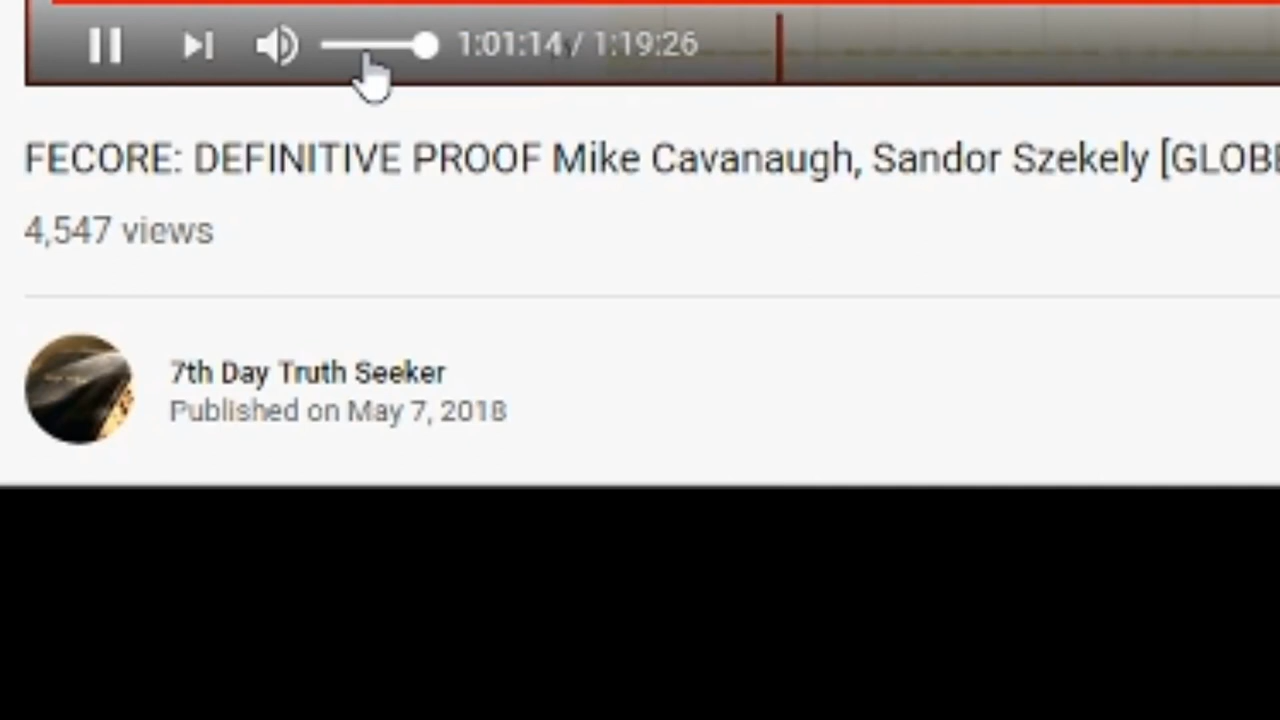 1:01:14 / 1:19:26
FECORE: DEFINITIVE PROOF Mike Cavanaugh, Sandor Szekely [GLOBE
4,547 views
7th Day Truth Seeker
Published on May 7, 2018